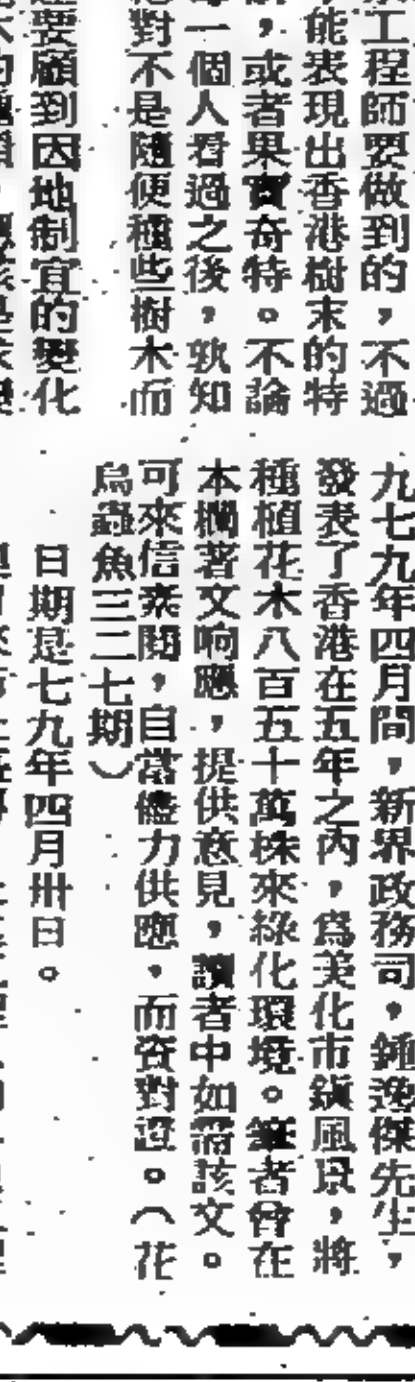 工程師要做到的，不過
能表現出香港樹末的特
，或者果實奇特。不論
一個人看過之後，孰知
對不是隨便種些樹木而
要顧到因地制宜的變化
九七九年四月間，新界政務司，鍾逸傑先生，
發表了香港在五年之內，爲美化市鎮風景，將
種植花木八百五十萬株來綠化環境。筆者曾在
本欄著文响應，提供意見，讀者中如需該文。
可來信索閱，自當儘力供應，而資對證。（花
鳥蟲魚三二七期）
日期是七九年四月卅日。